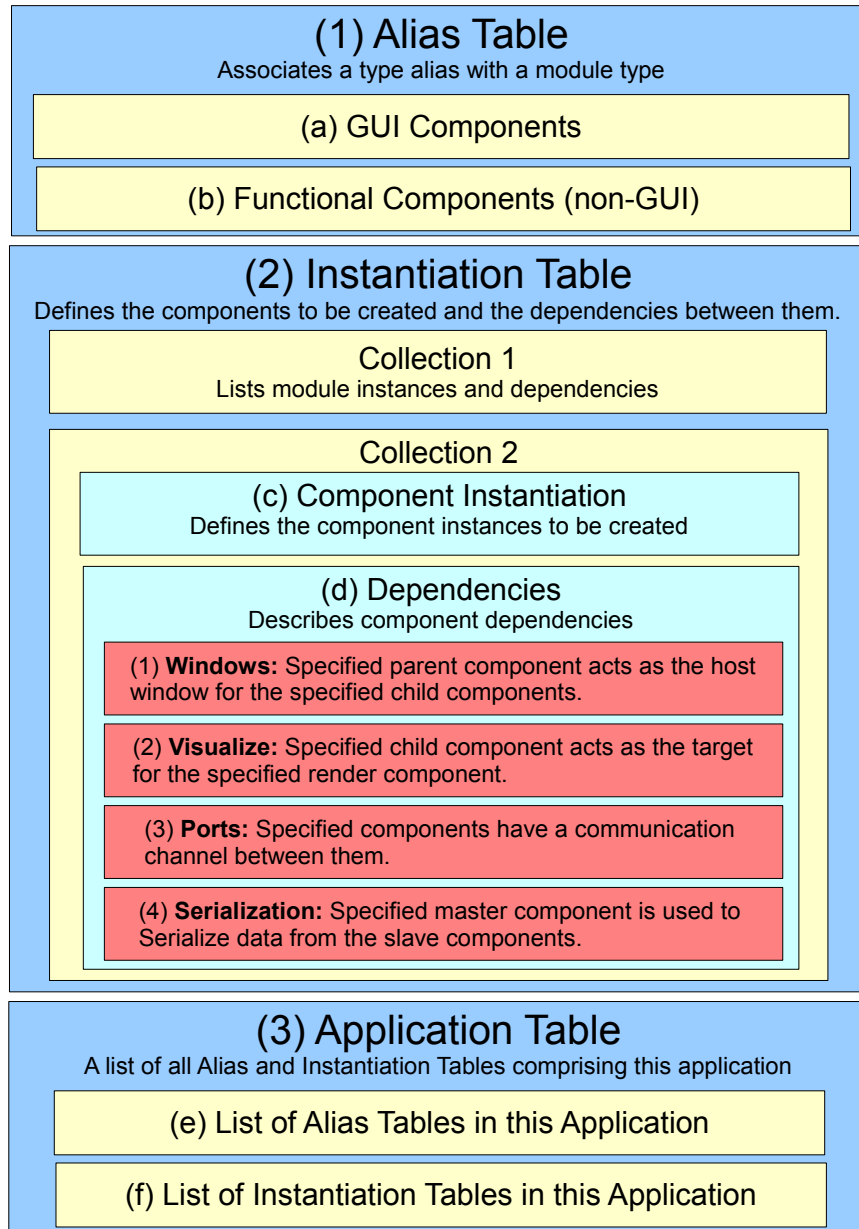 (1) Alias Table
Associates a type alias with a module type
(a) GUI Components
(b) Functional Components (non-GUI)
(2) Instantiation Table
Defines the components to be created and the dependencies between them.
Collection 1
Lists module instances and dependencies
Collection 2
(c) Component Instantiation
Defines the component instances to be created
(d) Dependencies
Describes component dependencies
(1) Windows: Specified parent component acts as the host
window for the specified child components.
(2) Visualize: Specified child component acts as the target
for the specified render component.
(3) Ports: Specified components have a communication
channel between them.
(4) Serialization: Specified master component is used to
Serialize data from the slave components.
(3) Application Table
A list of all Alias and Instantiation Tables comprising this application
(e) List of Alias Tables in this Application
(f) List of Instantiation Tables in this Application